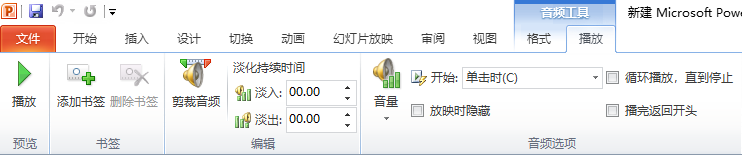 音频工具
新建 Microsoft Pow
文件 开始 插入 设计 切换 动画 幻灯片放映 审阅 视图 格式 播放
播放
预览
添加书签 删除书签
书签
剪裁音频
淡化持续时间
淡入: 00.00
淡出: 00.00
编辑
音量
开始: 单击时(C)
放映时隐藏
循环播放，直到停止
播完返回开头
音频选项